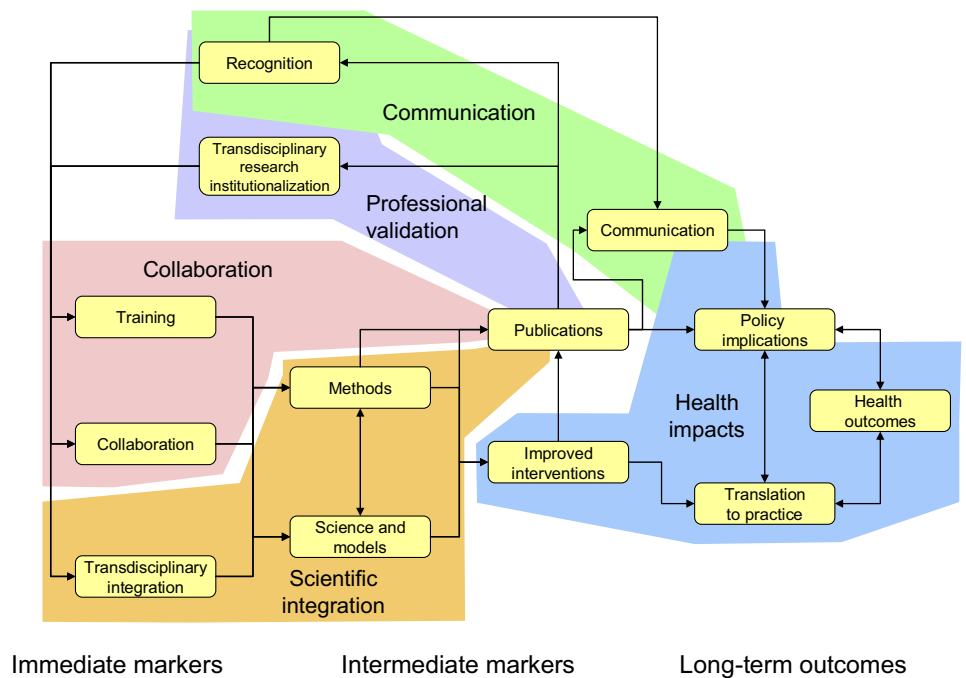 Recognition
Communication
Transdisciplinary
research
institutionalization
Professional
validation
Communication
Collaboration
Training
Publications
Policy
implications
Methods
Health
impacts
Health
outcomes
Collaboration
Improved
interventions
Translation
to practice
Science and
models
Transdisciplinary
integration
Scientific
integration
Immediate markers
Intermediate markers
Long-term outcomes